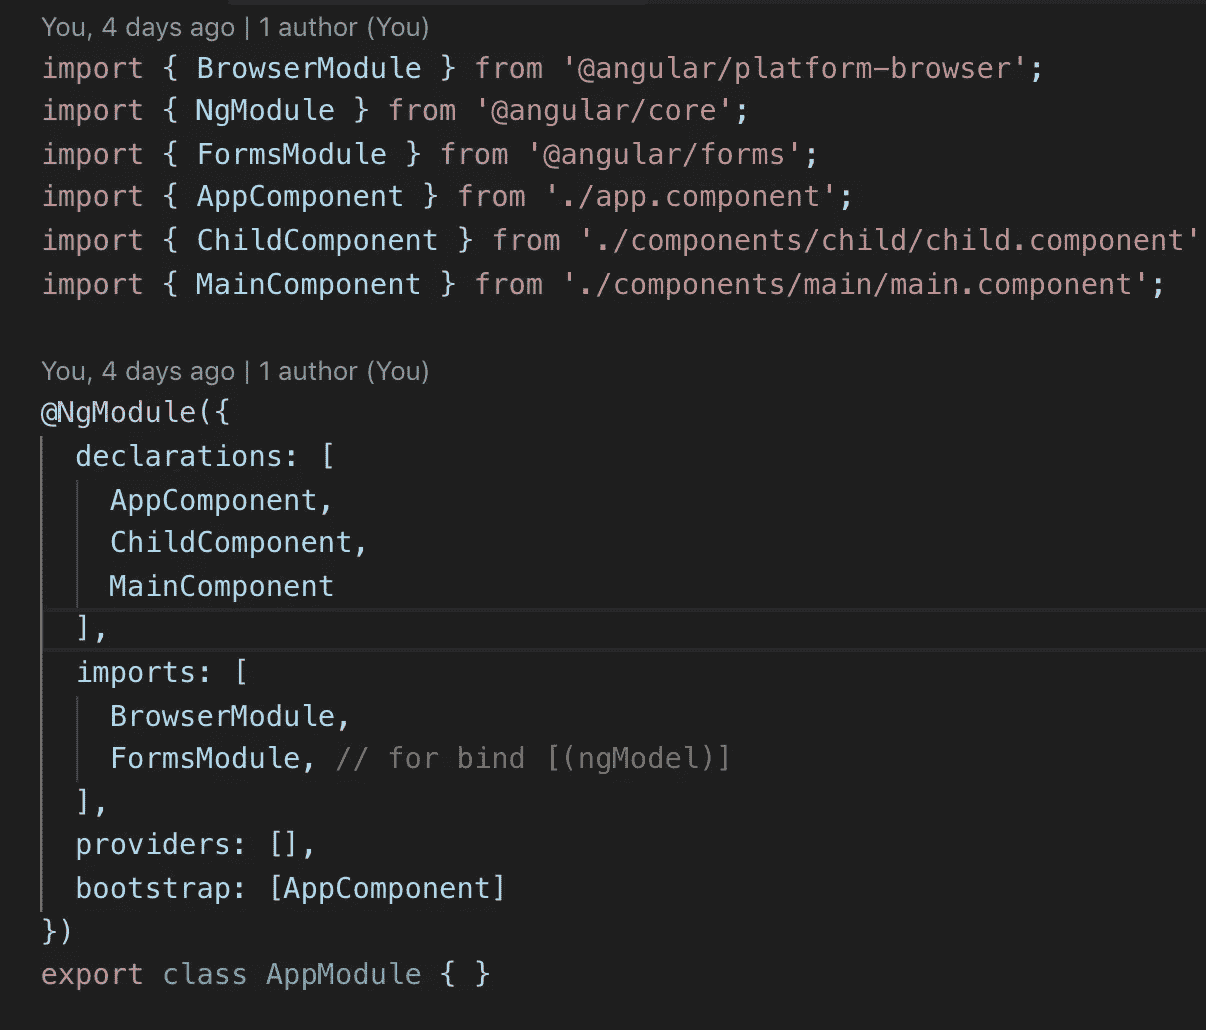 You, 4 days ago | 1 author (You)
import { BrowserModule } from '@angular/platform-browser';
import { NgModule } from '@angular/core';
import { FormsModule } from '@angular/forms';
import { AppComponent } from './app.component';
import { ChildComponent } from './components/child/child.component'
import { MainComponent } from './components/main/main.component';

You, 4 days ago | 1 author (You)
@NgModule({
  declarations: [
    AppComponent,
    ChildComponent,
    MainComponent
  ],
  imports: [
    BrowserModule,
    FormsModule, // for bind [(ngModel)]
  ],
  providers: [],
  bootstrap: [AppComponent]
})
export class AppModule { }